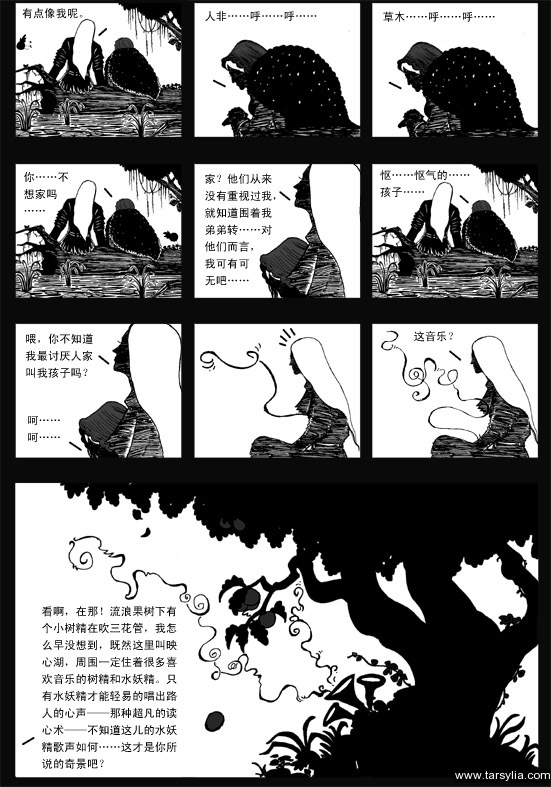 有点像我呢。
人非……呼……呼……
草木……呼……呼……
你……不
想家吗
……
家？他们从来
没有重视过我，
就知道围着我
弟弟转……对
他们而言，
我可有可
无吧……
怄……怄气的……
孩子……
喂，你不知道
我最讨厌人家
叫我孩子吗？
呵……
呵……
这音乐？
看啊，在那！流浪果树下有
个小树精在吹三花管，我怎
么早没想到，既然这里叫映
心湖，周围一定住着很多喜
欢音乐的树精和水妖精。只
有水妖精才能轻易的唱出路
人的心声——那种超凡的读
心术——不知道这儿的水妖
精歌声如何……这才是你所
说的奇景吧？
www.tarsylia.com